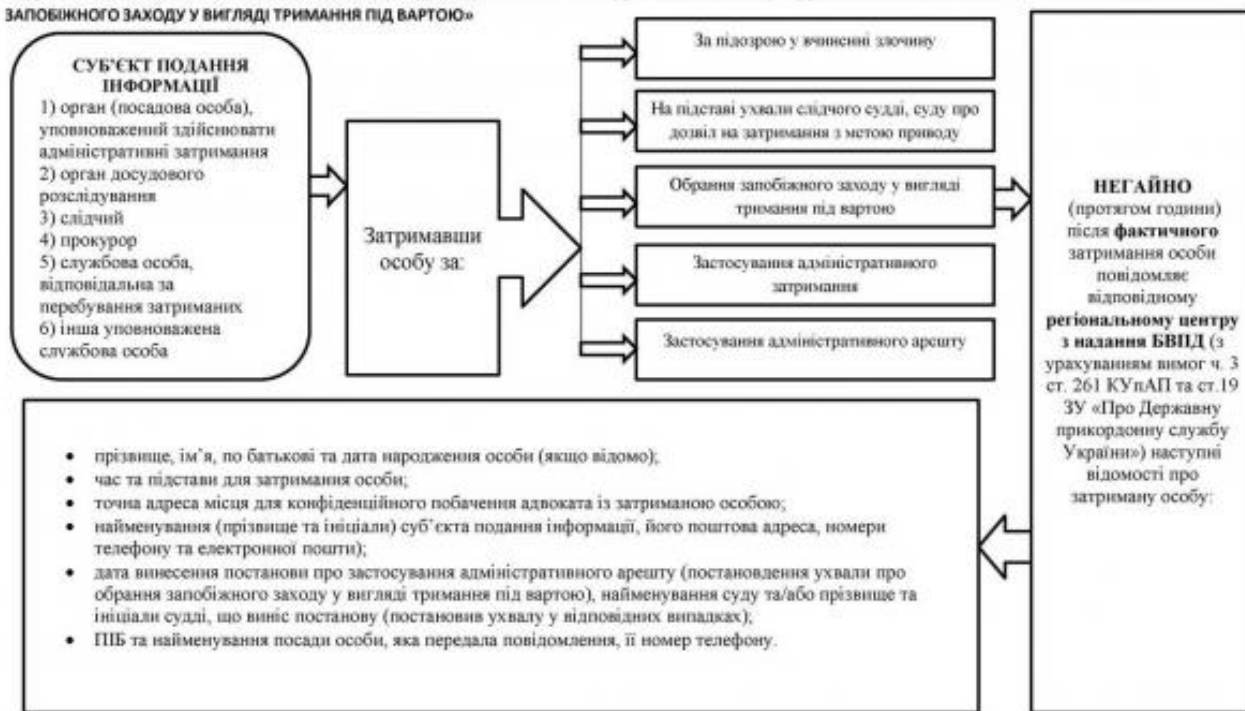 ЗАПОБІЖНОГО ЗАХОДУ У ВИГЛЯДІ ТРИМАННЯ ПІД ВАРТОЮ»
СУБ'ЄКТ ПОДАННЯ
ІНФОРМАЦІЇ
1) орган (посадова особа),
уповноважений здійснювати
адміністративні затримання
2) орган досудового
розслідування
3) слідчий
4) прокурор
5) службова особа,
відповідальна за
перебування затриманих
6) інша уповноважена
службова особа
Затримавши
особу за:
За підозрою у вчиненні злочину
На підставі ухвали слідчого судді, суду про
дозвіл на затримання з метою приводу
Обрання запобіжного заходу у вигляді
тримання під вартою
Застосування адміністративного
затримання
Застосування адміністративного арешту
НЕГАЙНО
(протягом години)
після фактичного
затримання особи
повідомляє
відповідному
регіональному центру
з надання БВПД (з
урахуванням вимог ч. 3
ст. 261 КУпАП та ст.19
ЗУ «Про Державну
прикордонну службу
України») наступні
відомості про
затриману особу:
• прізвище, ім'я, по батькові та дата народження особи (якщо відомо);
• час та підстави для затримання особи;
• точна адреса місця для конфіденційного побачення адвоката із затриманою особою;
• найменування (прізвище та ініціали) суб'єкта подання інформації, його поштова адреса, номери
телефону та електронної пошти);
• дата винесення постанови про застосування адміністративного арешту (постановлення ухвали про
обрання запобіжного заходу у вигляді тримання під вартою), найменування суду та/або прізвище та
ініціали судді, що виніс постанову (постановив ухвалу у відповідних випадках);
• ПІБ та найменування посади особи, яка передала повідомлення, її номер телефону.